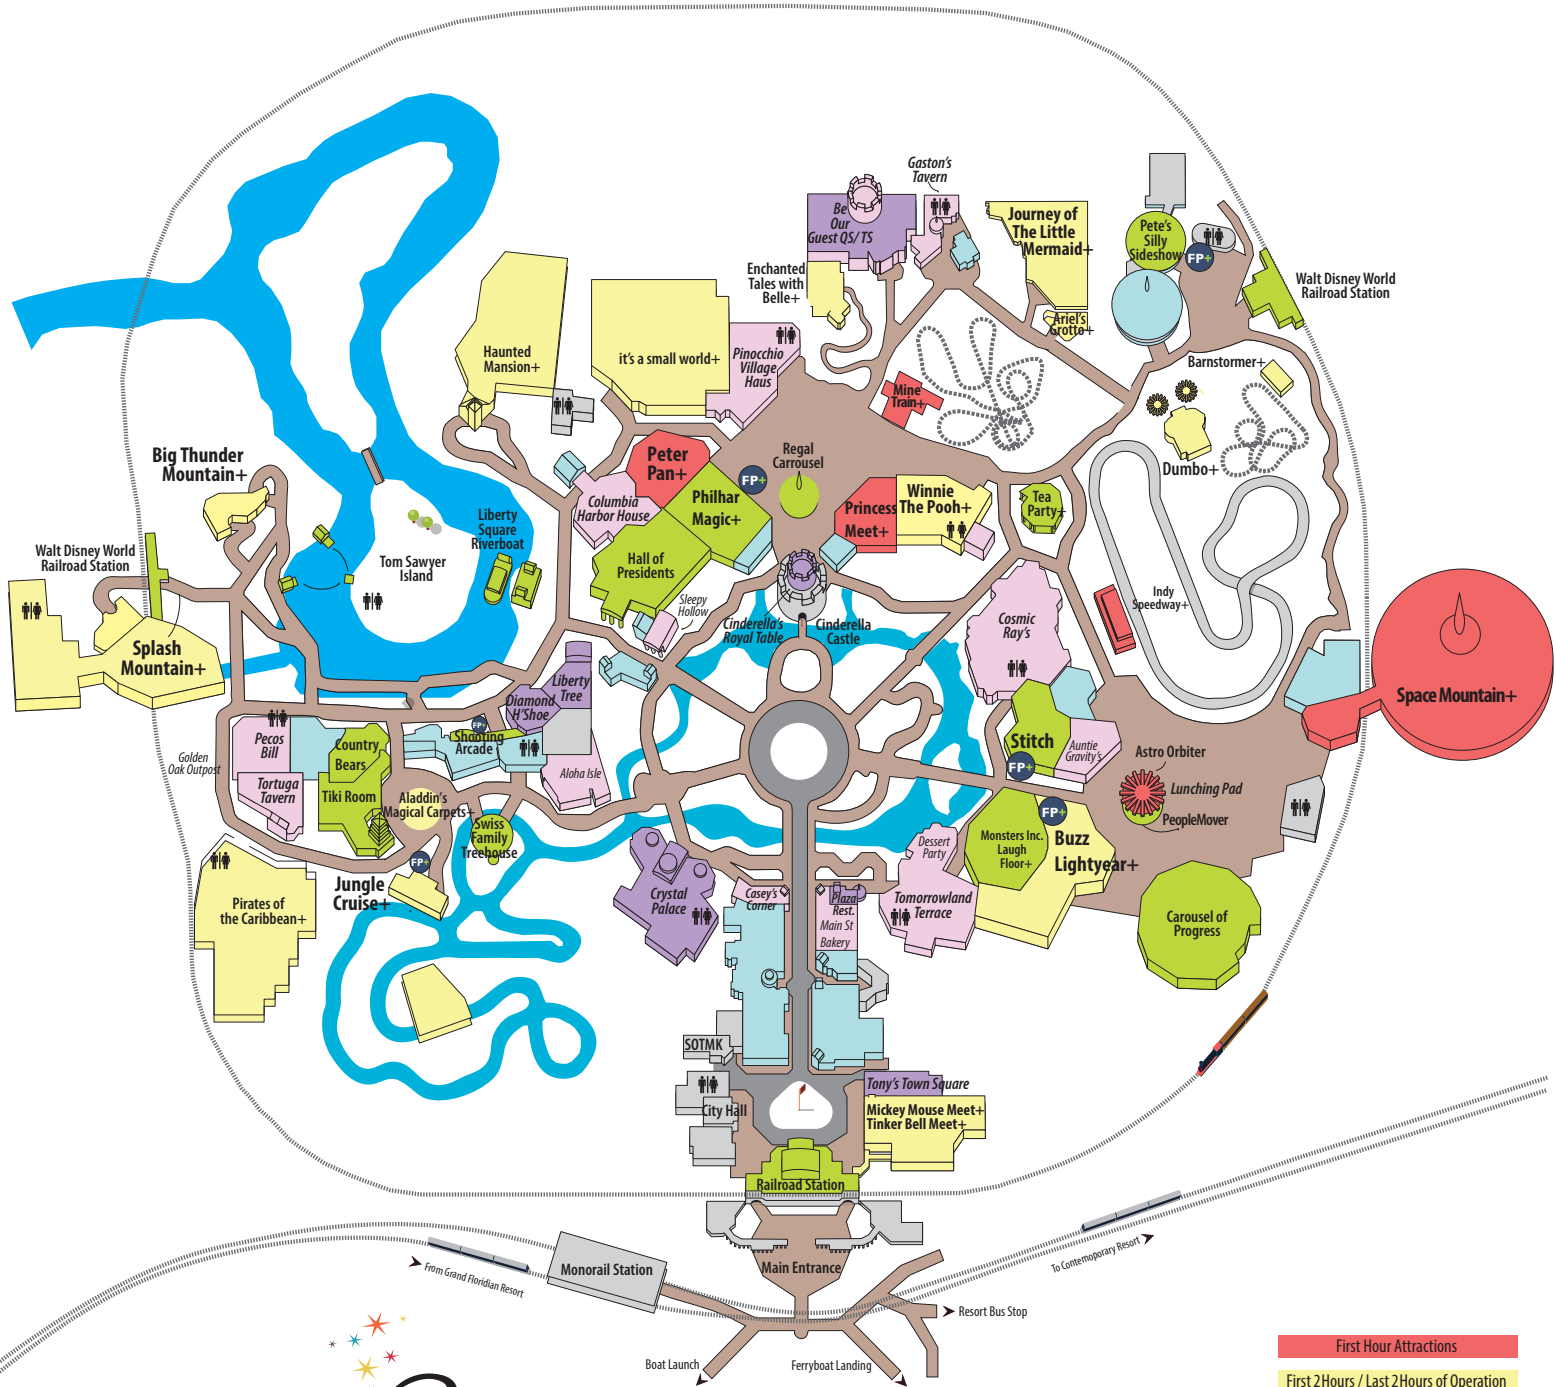 Gaston's
Tavern
Be
Our
Guest QS/ TS
Journey of
The Little
Mermaid+
Pete's
Silly
Sideshow
FP+
Walt Disney World
Railroad Station
Enchanted
Tales with
Belle+
Ariel's
Grotto+
Haunted
Mansion+
it's a small world+
Pinocchio
Village
Haus
Mine
Train+
Barnstormer+
Dumbo+
Big Thunder
Mountain+
Peter
Pan+
Regal
Carrousel
FP+
Columbia
Harbor House
Philhar
Magic+
Princess
Meet+
Winnie
The Pooh+
Tea
Party+
Liberty
Square
Riverboat
Walt Disney World
Railroad Station
Tom Sawyer
Island
Hall of
Presidents
Sleepy
Hollow
Cinderella's
Royal Table
Cinderella
Castle
Cosmic
Ray's
Indy
Speedway+
Splash
Mountain+
Space Mountain+
Liberty
Tree
Diamond
H'Shoe
Pecos
Bill
Golden
Oak Outpost
Country
Bears
FP+
Shooting
Arcade
Aloha Isle
Stitch
FP+
Auntie
Gravity's
Astro Orbiter
Lunching Pad
PeopleMover
Tortuga
Tavern
Tiki Room
Aladdin's
Magical Carpets+
Swiss
Family
Treehouse
FP+
Monsters Inc.
Laugh
Floor+
Buzz
Lightyear+
Dessert
Party
Jungle
Cruise+
Pirates of
the Caribbean+
Crystal
Palace
Casey's
Corner
Plaza
Rest.
Main St
Bakery
Tomorrowland
Terrace
Carousel of
Progress
SOTMK
City Hall
Tony's Town Square
Mickey Mouse Meet+
Tinker Bell Meet+
Railroad Station
Main Entrance
Monorail Station
From Grand Floridian Resort
To Contemoporary Resort
Resort Bus Stop
Boat Launch
Ferryboat Landing
First Hour Attractions
First 2Hours / Last 2Hours of Operation
FP+